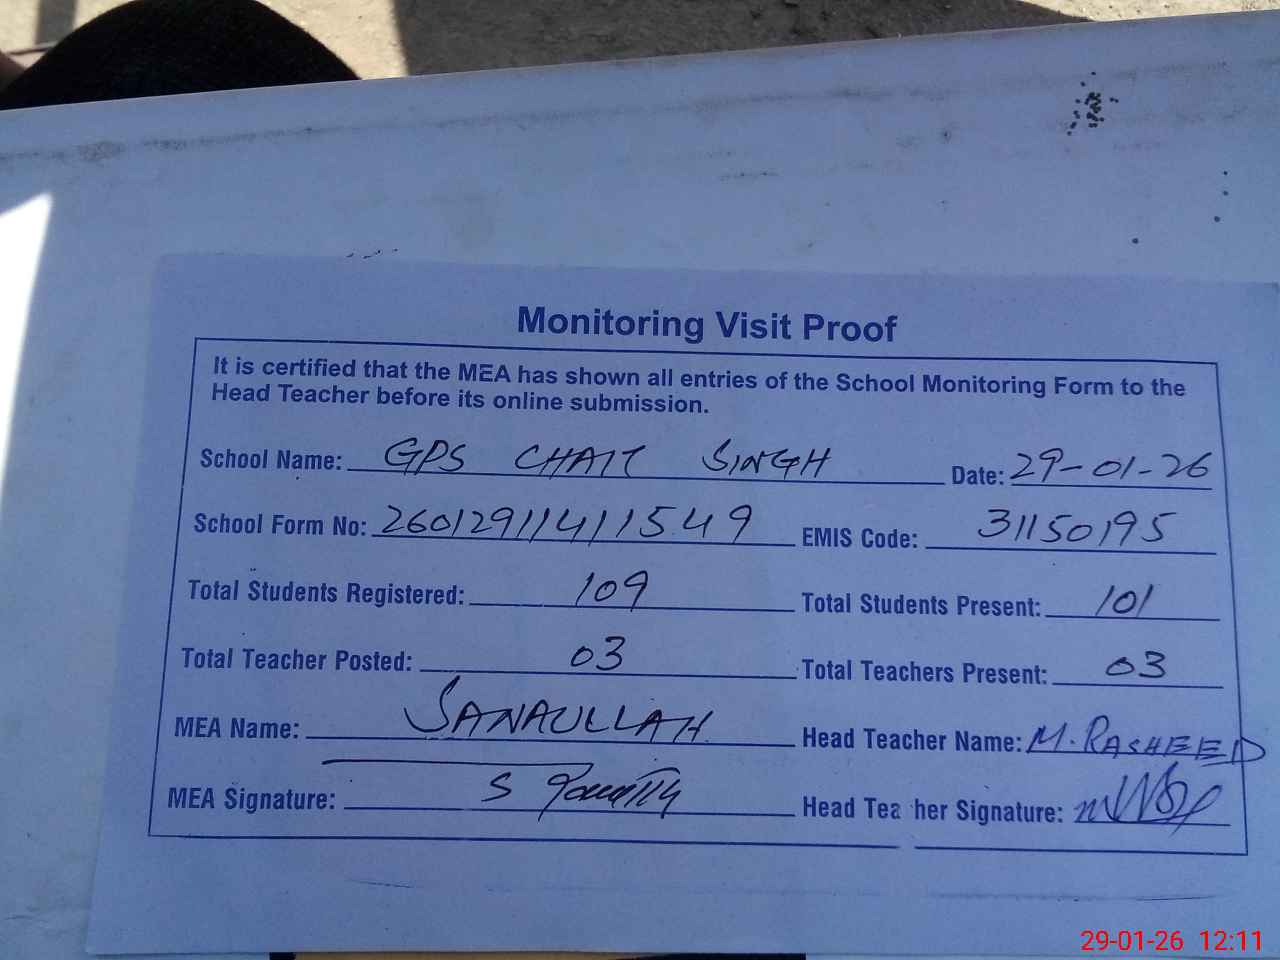 Monitoring Visit Proof
It is certified that the MEA has shown all entries of the School Monitoring Form to the
Head Teacher before its online submission.
School Name: GPS CHAIT SINGH Date: 29-01-26
School Form No: 26012911411549 EMIS Code: 31150195
Total Students Registered: 109 Total Students Present: 101
Total Teacher Posted: 03 Total Teachers Present: 03
MEA Name: SANAULLAH Head Teacher Name: M. RASHEED
MEA Signature: Head Teacher Signature:
29-01-26 12:11